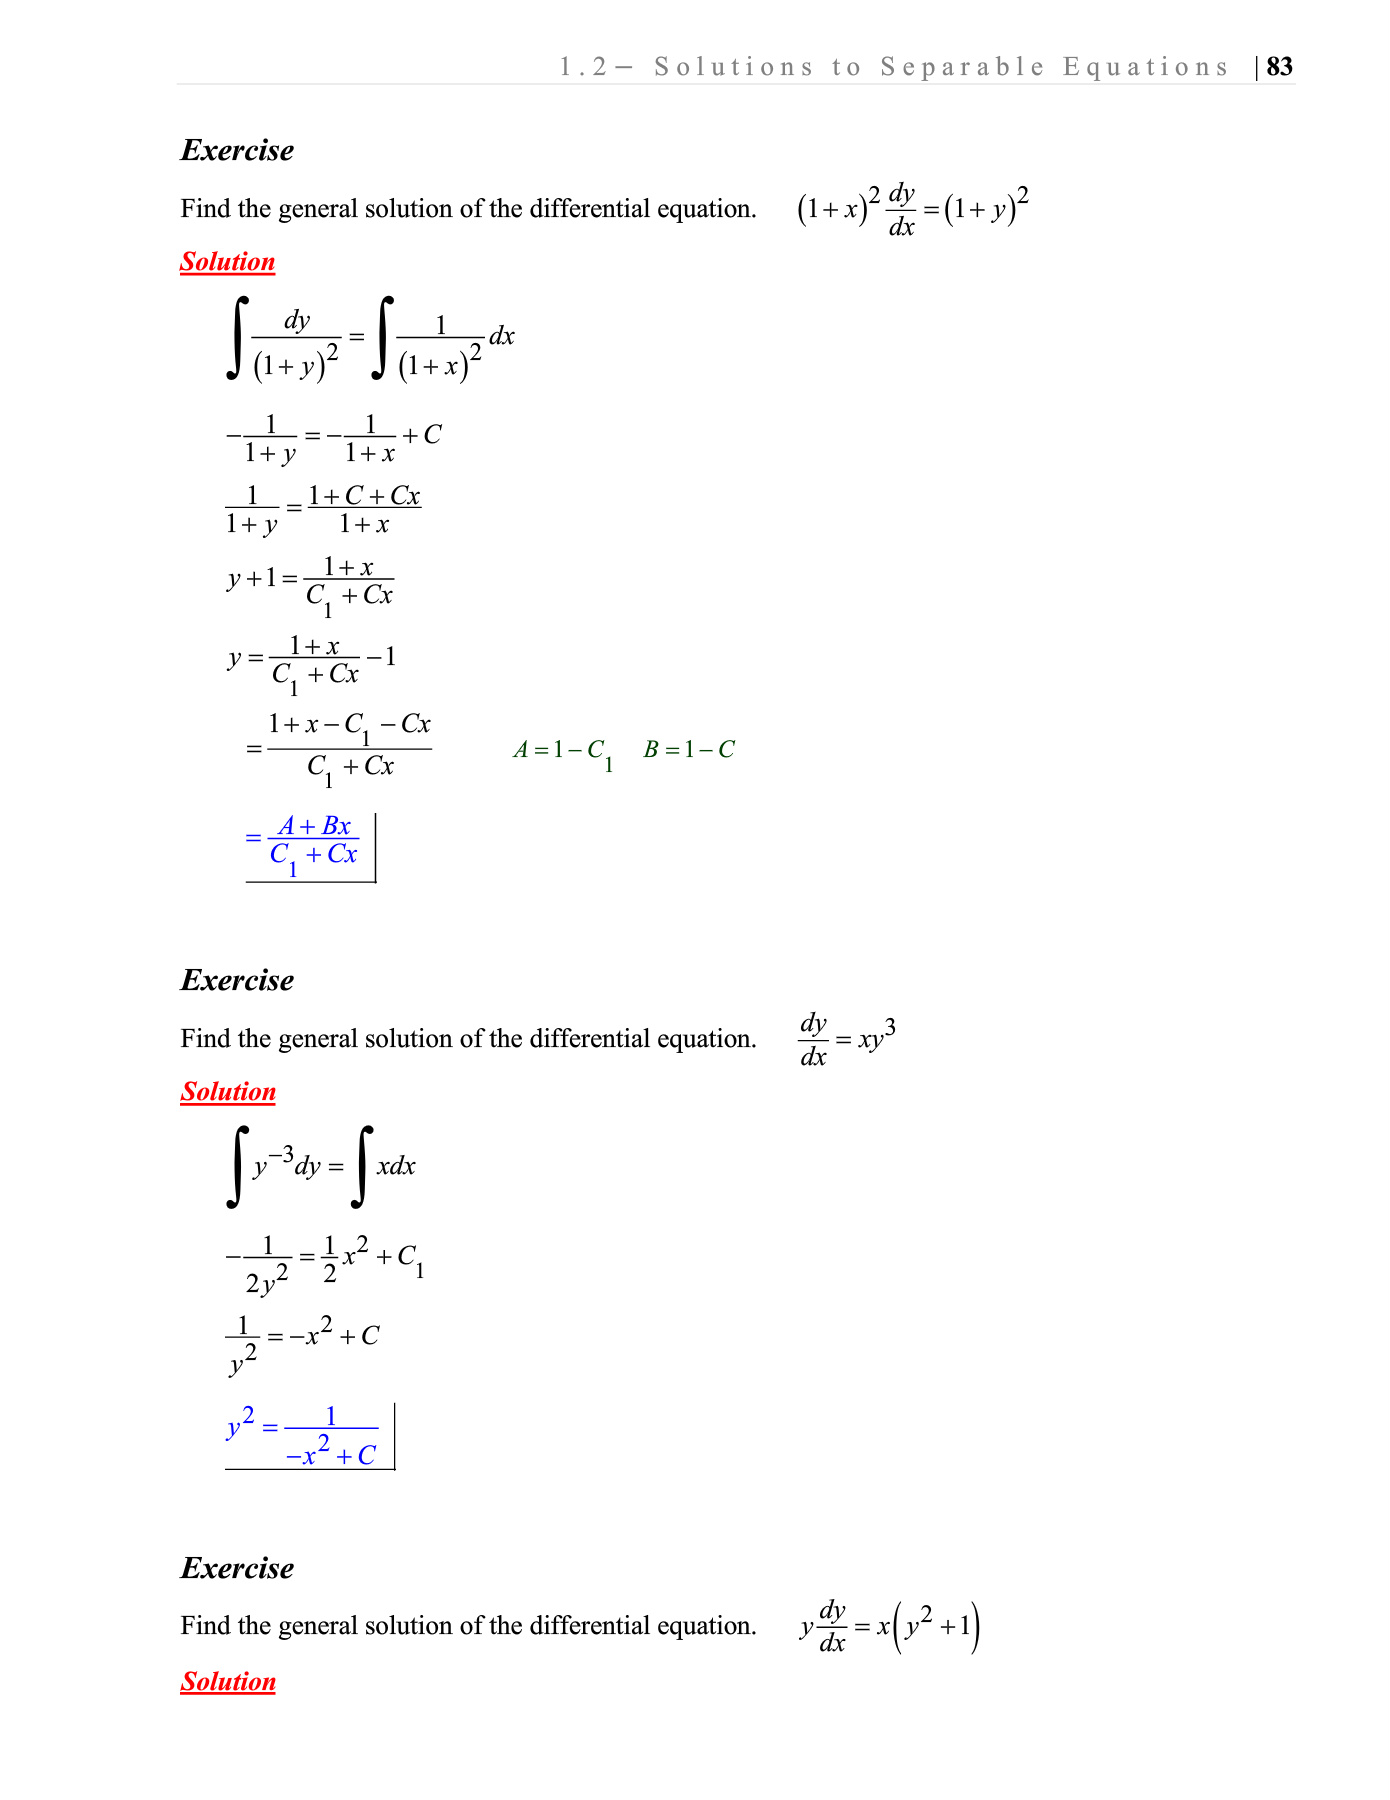 1.2 − Solutions to Separable Equations | 83
Exercise
Find the general solution of the differential equation. $(1+x)^2 \frac{dy}{dx} = (1+y)^2$
Solution
$\int \frac{dy}{(1+y)^2} = \int \frac{1}{(1+x)^2} dx$
$-\frac{1}{1+y} = -\frac{1}{1+x} + C$
$\frac{1}{1+y} = \frac{1+C+Cx}{1+x}$
$y+1 = \frac{1+x}{C_1+Cx}$
$y = \frac{1+x}{C_1+Cx} - 1$
$= \frac{1+x-C_1-Cx}{C_1+Cx}$ $A = 1-C_1$ $B = 1-C$
$= \frac{A+Bx}{C_1+Cx}$
Exercise
Find the general solution of the differential equation. $\frac{dy}{dx} = xy^3$
Solution
$\int y^{-3} dy = \int x dx$
$-\frac{1}{2y^2} = \frac{1}{2}x^2 + C_1$
$\frac{1}{y^2} = -x^2 + C$
$y^2 = \frac{1}{-x^2+C}$
Exercise
Find the general solution of the differential equation. $y\frac{dy}{dx} = x(y^2+1)$
Solution